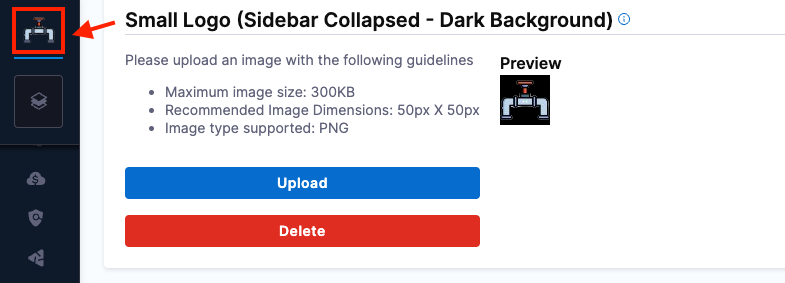 Small Logo (Sidebar Collapsed - Dark Background)
Please upload an image with the following guidelines
Maximum image size: 300KB
Recommended Image Dimensions: 50px X 50px
Image type supported: PNG
Preview
Upload
Delete